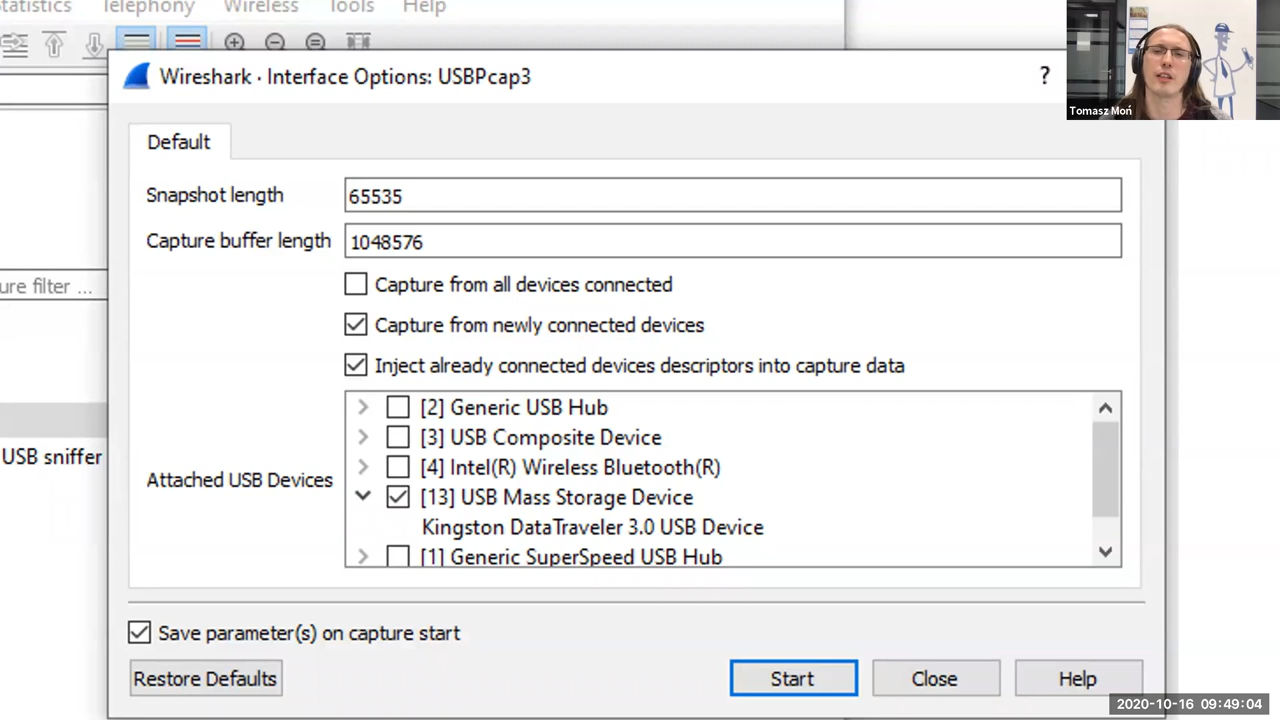 Statistics Telephony Wireless Tools Help
Wireshark · Interface Options: USBPcap3
?
Tomasz Moń
Default
Snapshot length 65535
Capture buffer length 1048576
Capture from all devices connected
ure filter ...
Capture from newly connected devices
Inject already connected devices descriptors into capture data
[2] Generic USB Hub
[3] USB Composite Device
USB sniffer
[4] Intel(R) Wireless Bluetooth(R)
Attached USB Devices
[13] USB Mass Storage Device
Kingston DataTraveler 3.0 USB Device
[1] Generic SuperSpeed USB Hub
Save parameter(s) on capture start
Restore Defaults Start Close Help
2020-10-16 09:49:04